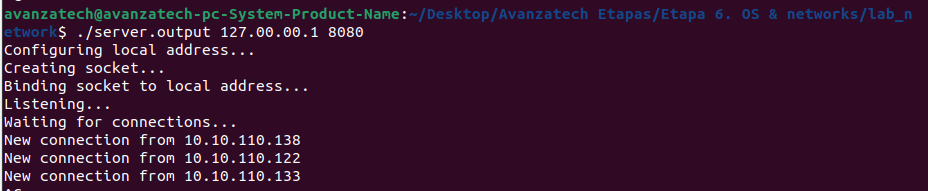 avanzatech@avanzatech-pc-System-Product-Name:~/Desktop/Avanzatech Etapas/Etapa 6. OS & networks/lab_n
etwork$ ./server.output 127.00.00.1 8080
Configuring local address...
Creating socket...
Binding socket to local address...
Listening...
Waiting for connections...
New connection from 10.10.110.138
New connection from 10.10.110.122
New connection from 10.10.110.133